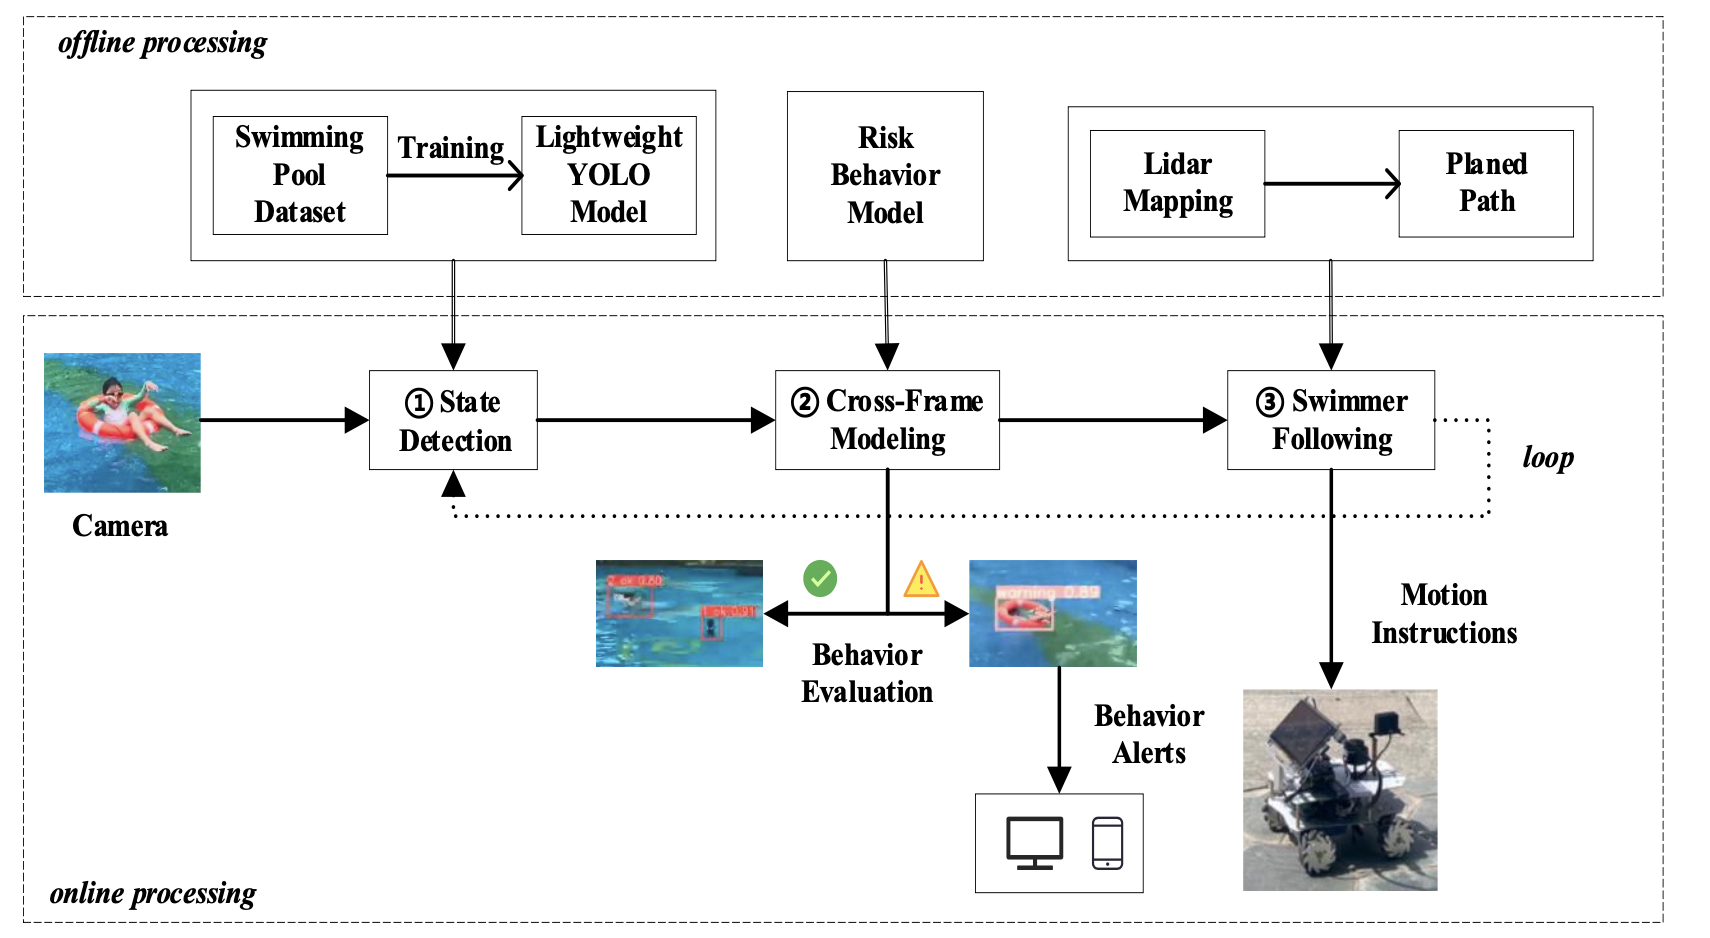 offline processing
Swimming
Pool
Dataset
Training
Lightweight
YOLO
Model
Risk
Behavior
Model
Lidar
Mapping
Planed
Path
① State
Detection
② Cross-Frame
Modeling
③ Swimmer
Following
loop
Camera
2 ok 0.80
1 ok 0.91
warning 0.89
Behavior
Evaluation
Motion
Instructions
Behavior
Alerts
online processing